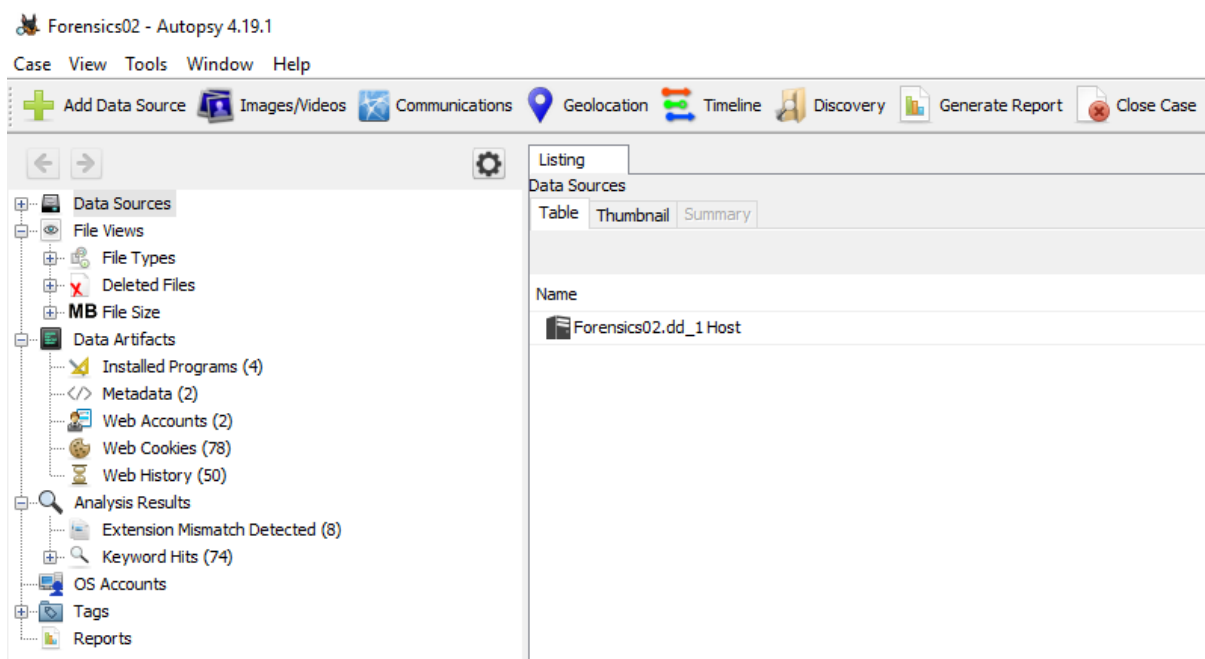 Forensics02 - Autopsy 4.19.1
Case View Tools Window Help
Add Data Source Images/Videos Communications Geolocation Timeline Discovery Generate Report Close Case
Listing
Data Sources
Table Thumbnail Summary
Name
Forensics02.dd_1 Host
Data Sources
File Views
File Types
Deleted Files
MB File Size
Data Artifacts
Installed Programs (4)
Metadata (2)
Web Accounts (2)
Web Cookies (78)
Web History (50)
Analysis Results
Extension Mismatch Detected (8)
Keyword Hits (74)
OS Accounts
Tags
Reports